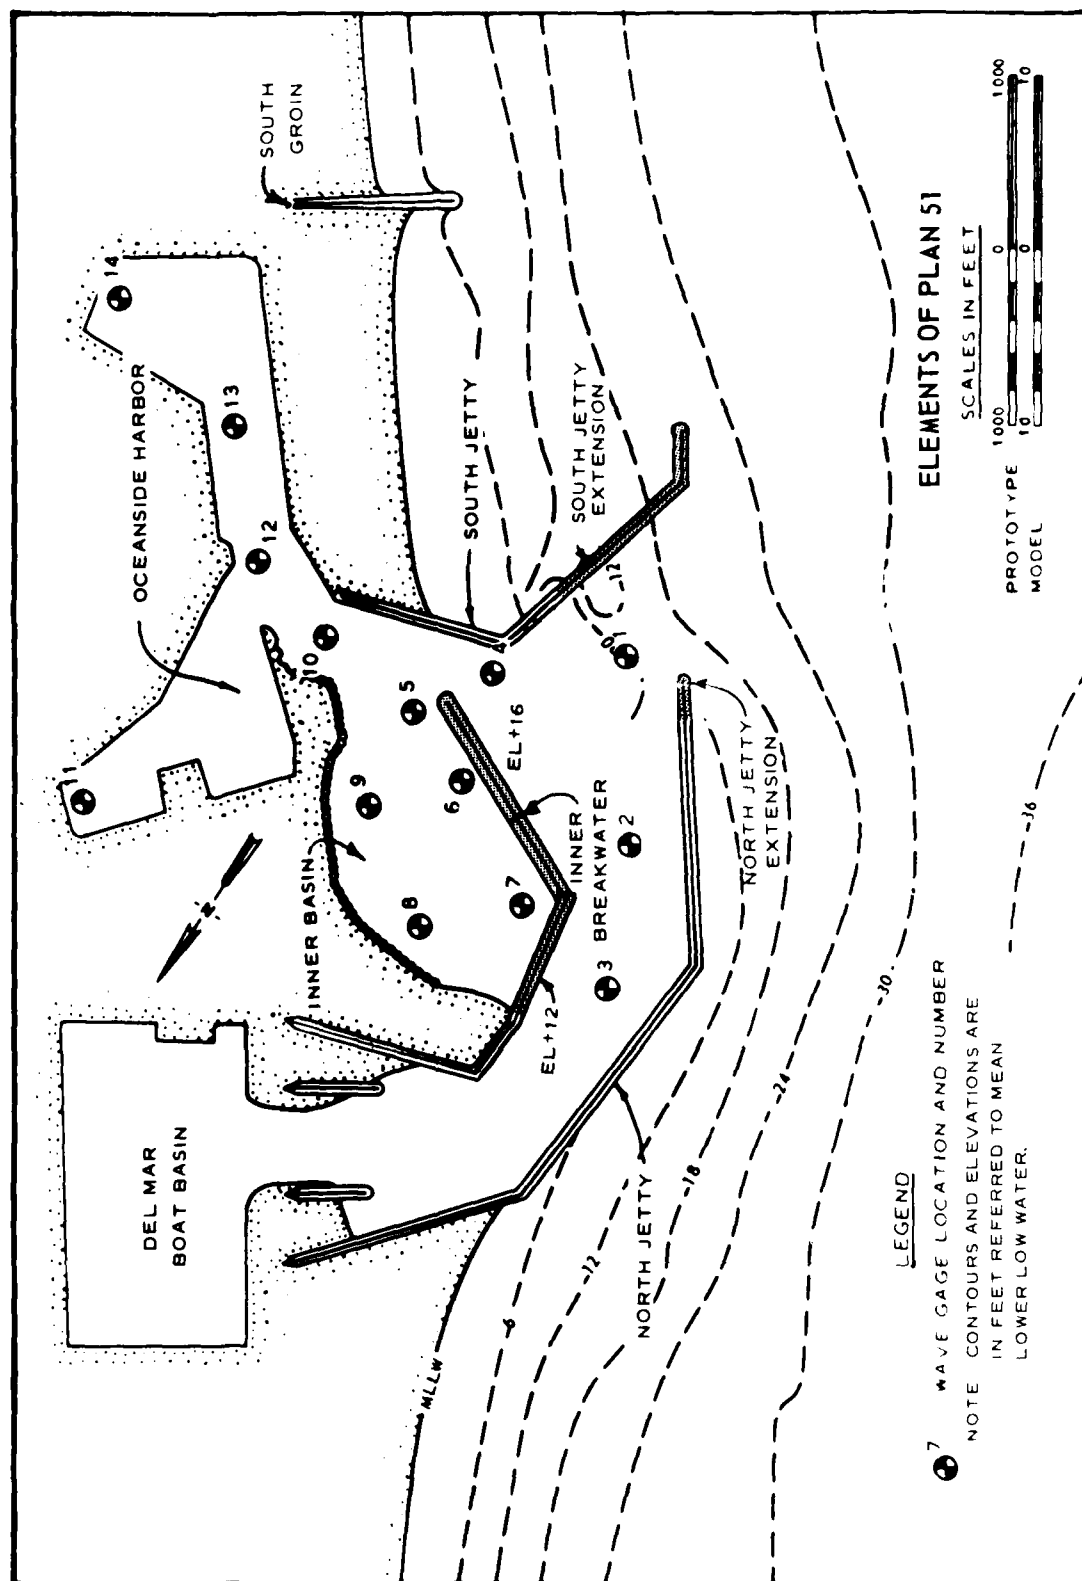 DEL MAR
BOAT BASIN
INNER BASIN
OCEANSIDE HARBOR
SOUTH
GROIN
11
12
13
14
10
9
8
7
6
5
3
2
1
N
SOUTH JETTY
SOUTH JETTY
EXTENSION
EL +16
EL +12
INNER
BREAKWATER
NORTH JETTY
EXTENSION
NORTH JETTY
MLLW
-6
-12
-18
-24
-30
-36
-12
LEGEND
7 WAVE GAGE LOCATION AND NUMBER
NOTE CONTOURS AND ELEVATIONS ARE
IN FEET REFERRED TO MEAN
LOWER LOW WATER.
ELEMENTS OF PLAN 51
SCALES IN FEET
PROTOTYPE 1000 0 1000
MODEL 10 0 10